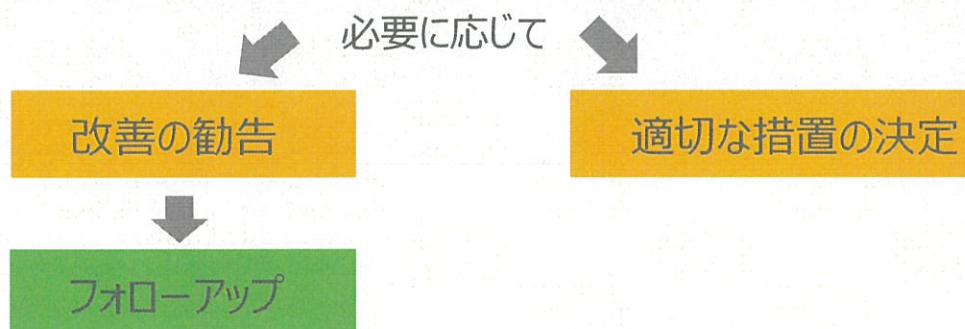 必要に応じて
改善の勧告
適切な措置の決定
フォローアップ